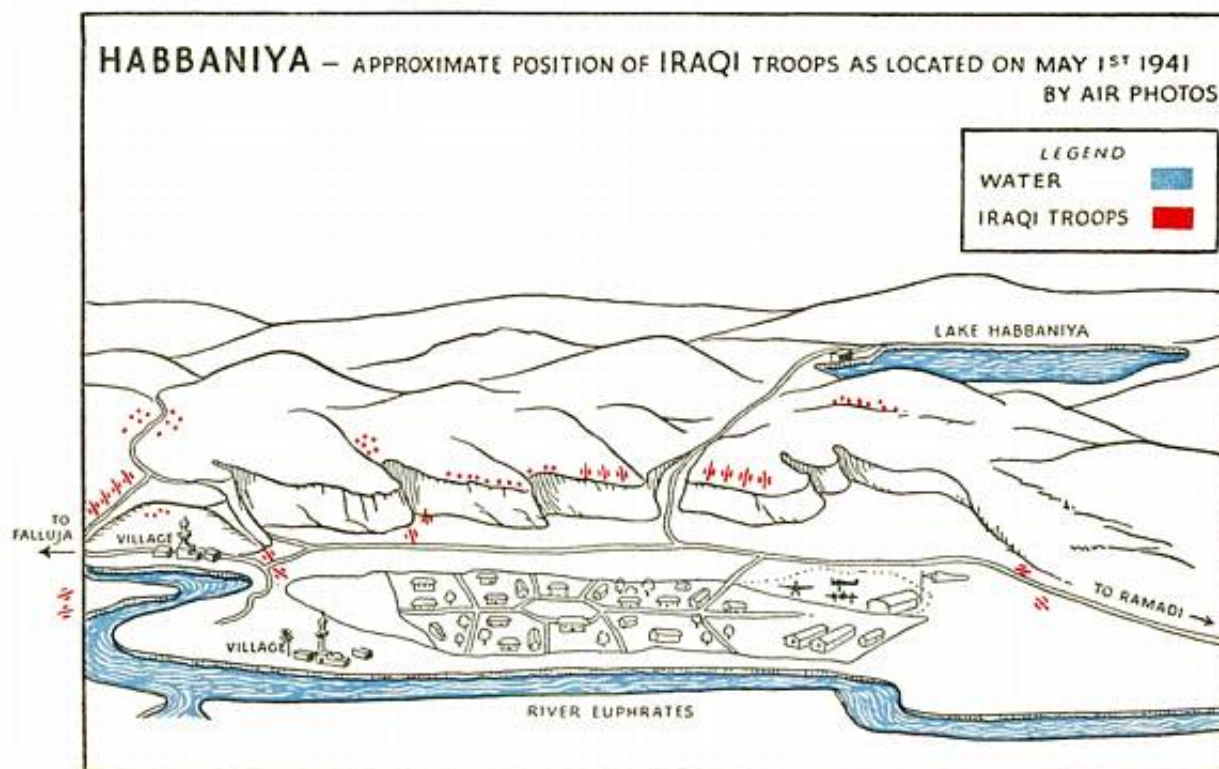 HABBANIYA – APPROXIMATE POSITION OF IRAQI TROOPS AS LOCATED ON MAY 1ST 1941
BY AIR PHOTOS
LEGEND
WATER
IRAQI TROOPS
LAKE HABBANIYA
TO
FALLUJA
VILLAGE
TO RAMADI
VILLAGE
RIVER EUPHRATES